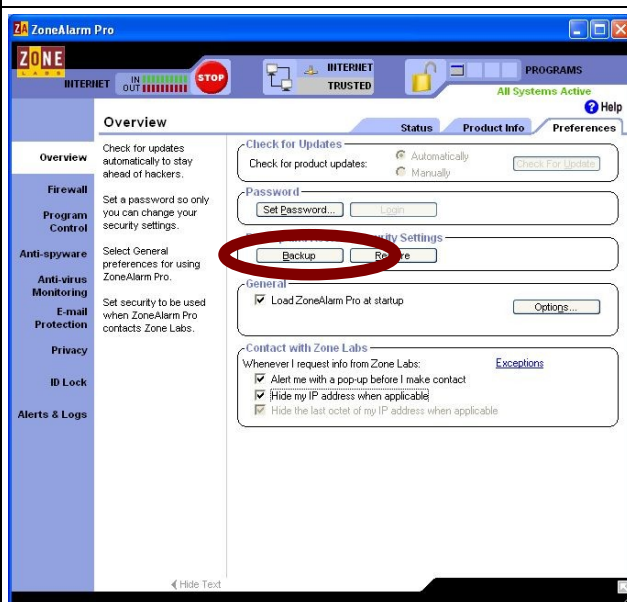 ZA ZoneAlarm Pro
ZONE
LABS
INTERNET
IN
OUT
STOP
INTERNET
TRUSTED
PROGRAMS
All Systems Active
Help
Overview
Status
Product Info
Preferences
Overview
Firewall
Program
Control
Anti-spyware
Anti-virus
Monitoring
E-mail
Protection
Privacy
ID Lock
Alerts & Logs
Check for updates
automatically to stay
ahead of hackers.
Set a password so only
you can change your
security settings.
Select General
preferences for using
ZoneAlarm Pro.
Set security to be used
when ZoneAlarm Pro
contacts Zone Labs.
Hide Text
Check for Updates
Check for product updates:
Automatically
Manually
Check For Update
Password
Set Password...
Login
Settings
Backup
General
Load ZoneAlarm Pro at startup
Options...
Contact with Zone Labs
Whenever I request info from Zone Labs:
Exceptions
Alert me with a pop-up before I make contact
Hide my IP address when applicable
Hide the last octet of my IP address when applicable